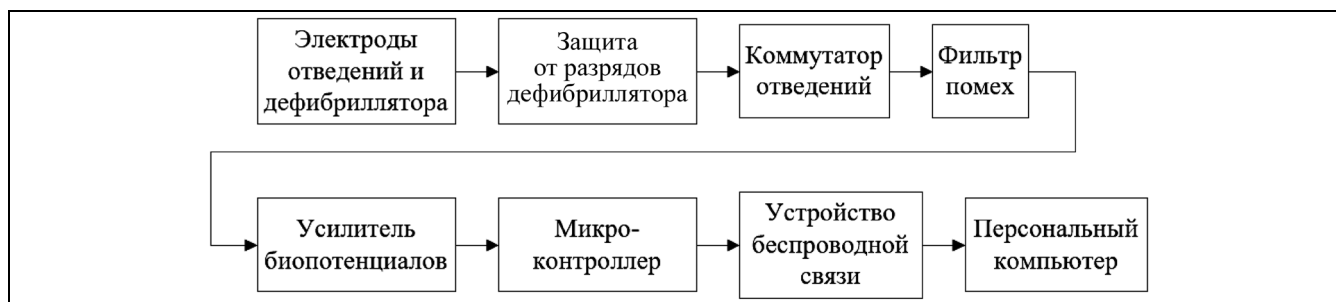 Электроды
отведений и
дефибриллятора
Защита
от разрядов
дефибриллятора
Коммутатор
отведений
Фильтр
помех
Усилитель
биопотенциалов
Микро-
контроллер
Устройство
беспроводной
связи
Персональный
компьютер